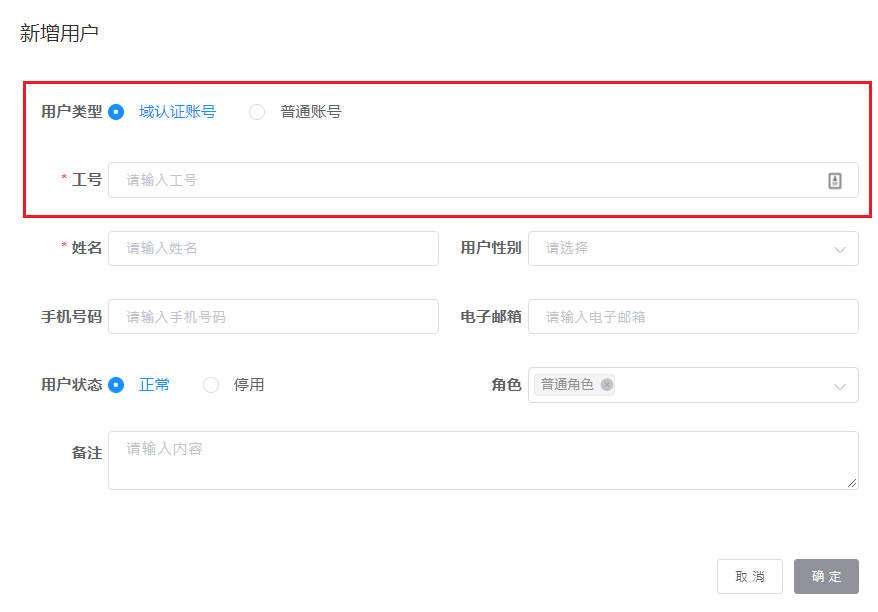 新增用户
用户类型 域认证账号 普通账号
* 工号 请输入工号
* 姓名 请输入姓名 用户性别 请选择
手机号码 请输入手机号码 电子邮箱 请输入电子邮箱
用户状态 正常 停用 角色 普通角色
备注 请输入内容
取消 确定